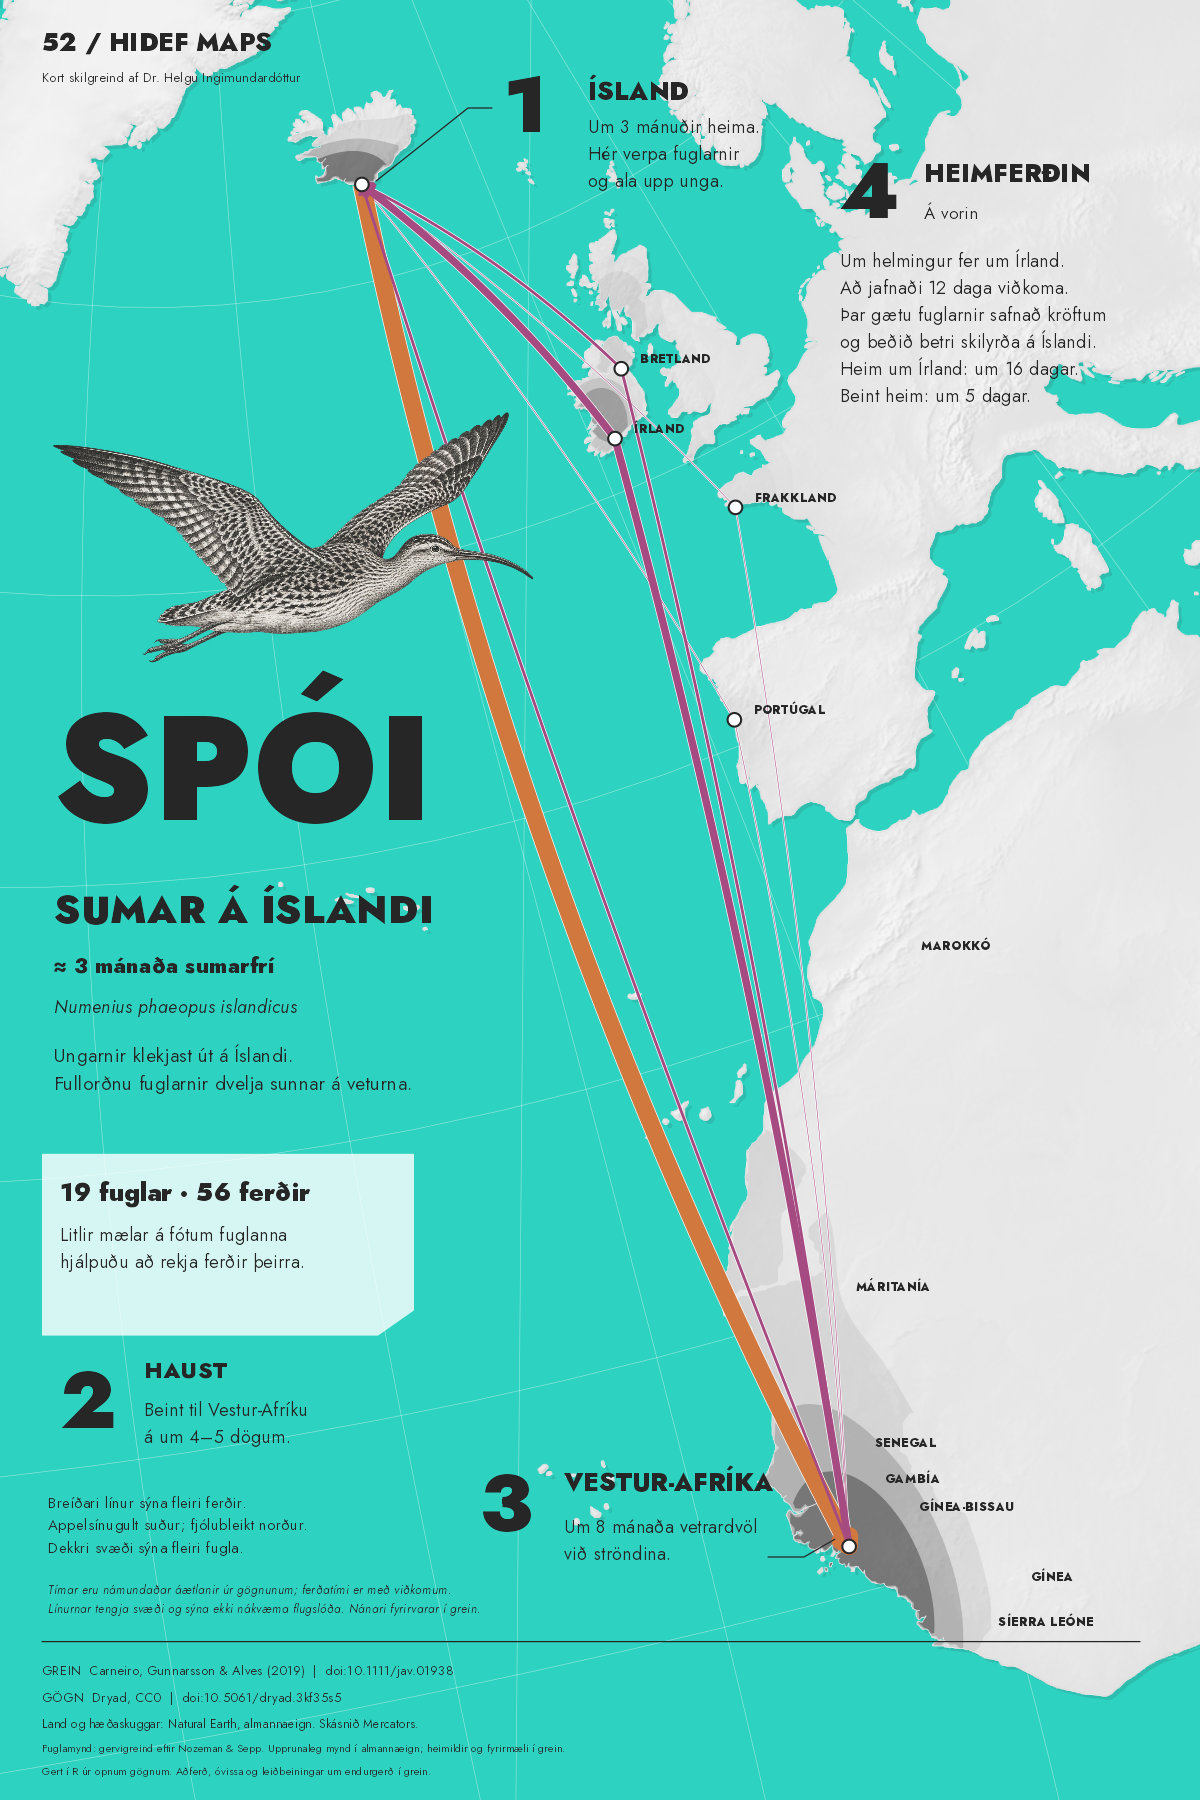 52 / HIDEF MAPS
Kort skilgreind af Dr. Helgu Ingimundardóttur
1
ÍSLAND
Um 3 mánuðir heima.
Hér verpa fuglarnir
og ala upp unga.
4
HEIMFERÐIN
Á vorin
Um helmingur fer um Írland.
Að jafnaði 12 daga viðkoma.
Þar gætu fuglarnir safnað kröftum
og beðið betri skilyrða á Íslandi.
Heim um Írland: um 16 dagar.
Beint heim: um 5 dagar.
BRETLAND
ÍRLAND
FRAKKLAND
PORTÚGAL
SPÓI
SUMAR Á ÍSLANDI
≈ 3 mánaða sumarfrí
Numenius phaeopus islandicus
Ungarnir klekjast út á Íslandi.
Fullorðnu fuglarnir dvelja sunnar á veturna.
MAROKKÓ
19 fuglar · 56 ferðir
Litlir mælar á fótum fuglanna
hjálpuðu að rekja ferðir þeirra.
MÁRITANÍA
2
HAUST
Beint til Vestur-Afríku
á um 4–5 dögum.
SENEGAL
GAMBÍA
GÍNEA-BISSAU
GÍNEA
SÍERRA LEÓNE
3
VESTUR-AFRÍKA
Um 8 mánaða vetrardvöl
við ströndina.
Breiðari línur sýna fleiri ferðir.
Appelsínugult suður; fjólubleikt norður.
Dekkri svæði sýna fleiri fugla.
Tímar eru námundaðar áætlanir úr gögnunum; ferðatími er með viðkomum.
Línurnar tengja svæði og sýna ekki nákvæma flugslóða. Nánari fyrirvarar í grein.
GREIN Carneiro, Gunnarsson & Alves (2019) | doi:10.1111/jav.01938
GÖGN Dryad, CC0 | doi:10.5061/dryad.3kf35s5
Land og hæðaskuggar: Natural Earth, almannaeign. Skásnið Mercators.
Fuglamynd: gervigreind eftir Nozeman & Sepp. Upprunaleg mynd í almannaeign; heimildir og fyrirmæli í grein.
Gert í R úr opnum gögnum. Aðferð, óvissa og leiðbeiningar um endurgerð í grein.